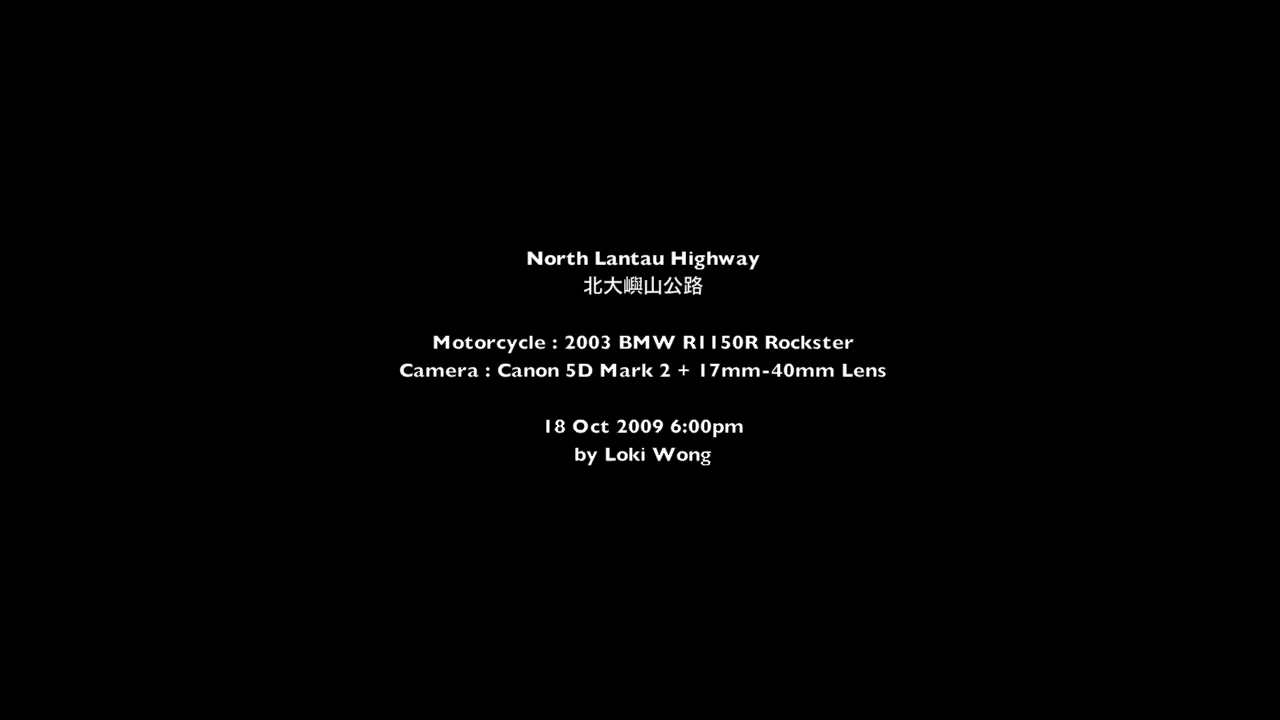 North Lantau Highway
北大嶼山公路
Motorcycle : 2003 BMW R1150R Rockster
Camera : Canon 5D Mark 2 + 17mm-40mm Lens
18 Oct 2009 6:00pm
by Loki Wong